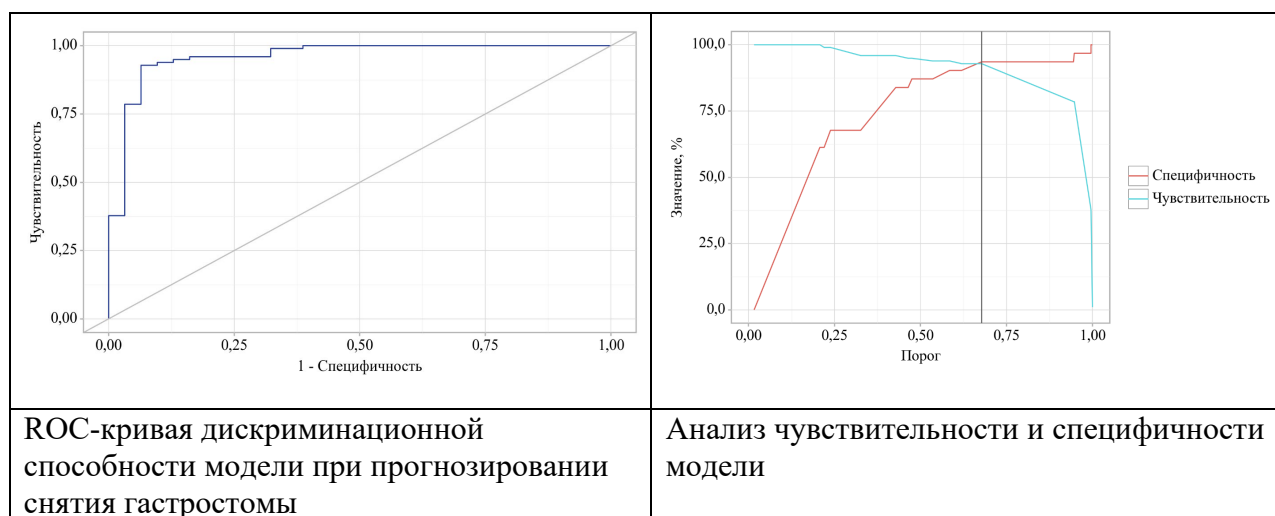 1,00
0,75
0,50
0,25
0,00
Чувствительность
0,00 0,25 0,50 0,75 1,00
1 - Специфичность
100,0
75,0
50,0
25,0
0,0
Значение, %
0,00 0,25 0,50 0,75 1,00
Порог
Специфичность
Чувствительность
ROC-кривая дискриминационной
способности модели при прогнозировании
снятия гастростомы
Анализ чувствительности и специфичности
модели